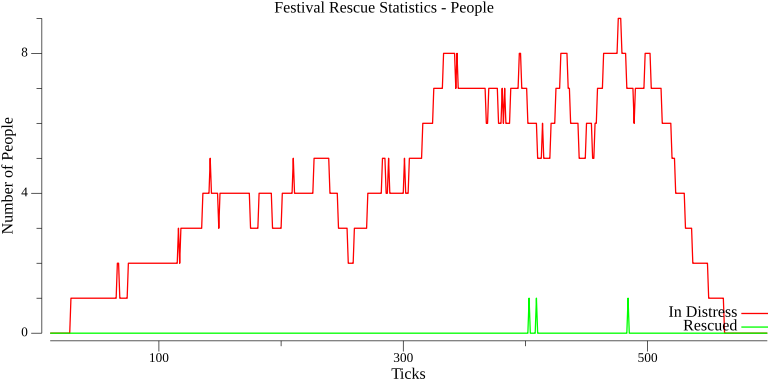 Festival Rescue Statistics - People
Number of People
8
4
0
100
300
500
Ticks
In Distress
Rescued